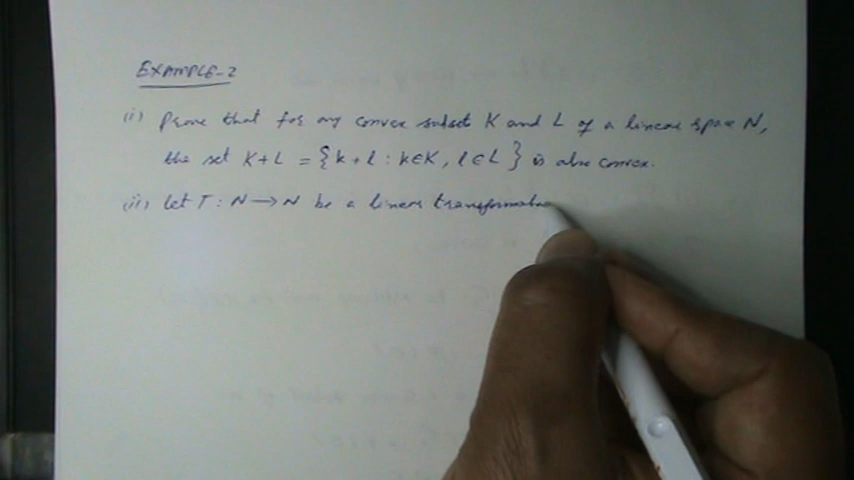 EXAMPLE-2
(i) Prove that for any convex subset K and L of a linear space N,
the set K+L = {k+l : k∈K, l∈L} is also convex.
(ii) Let T : N⟶N be a linear